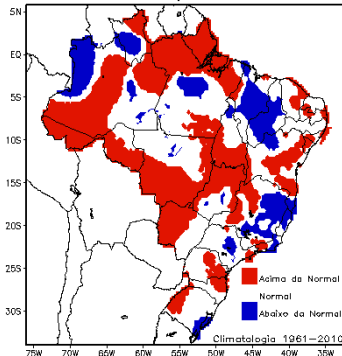 5N
EQ
5S
10S
15S
20S
25S
30S
Acima da Normal
Normal
Abaixo da Normal
Climatologia 1961–2010
75W 70W 65W 60W 55W 50W 45W 40W 35W